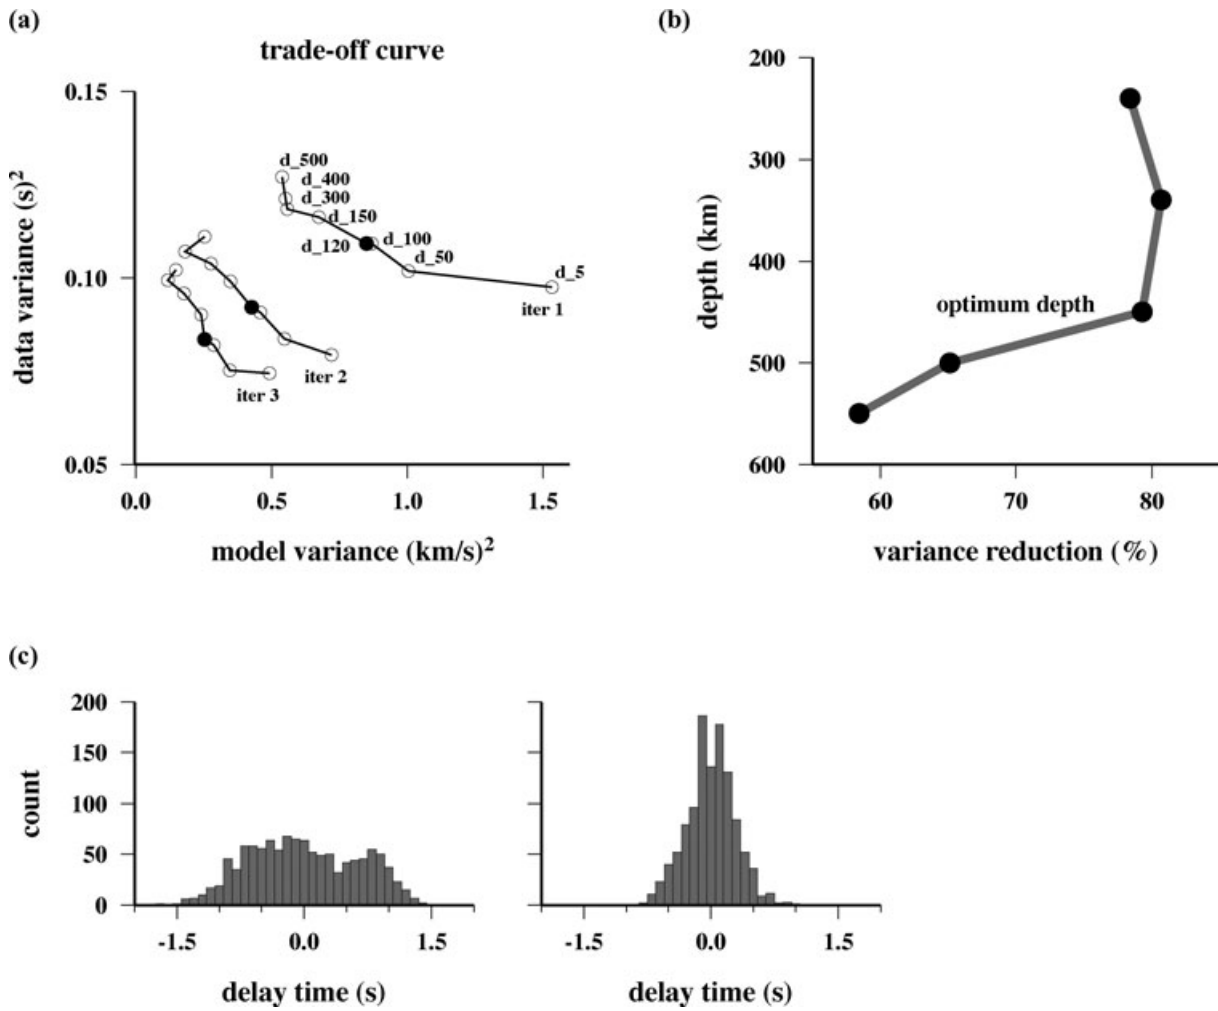 (a)
trade-off curve
0.15
0.10
0.05
data variance (s)2
d_500
d_400
d_300
d_150
d_120
d_100
d_50
d_5
iter 1
iter 2
iter 3
0.0 0.5 1.0 1.5
model variance (km/s)2
(b)
200
300
400
500
600
depth (km)
optimum depth
60 70 80
variance reduction (%)
(c)
200
150
100
50
0
count
-1.5 0.0 1.5
delay time (s)
-1.5 0.0 1.5
delay time (s)